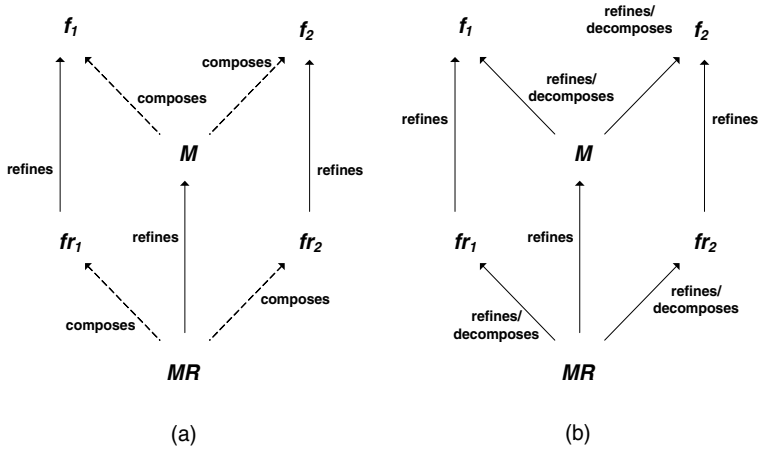 f1
f2
composes
composes
M
refines
refines
refines
fr1
fr2
composes
composes
MR
(a)
f1
refines/
decomposes
f2
refines/
decomposes
refines
refines
M
fr1
refines
fr2
refines/
decomposes
refines/
decomposes
MR
(b)